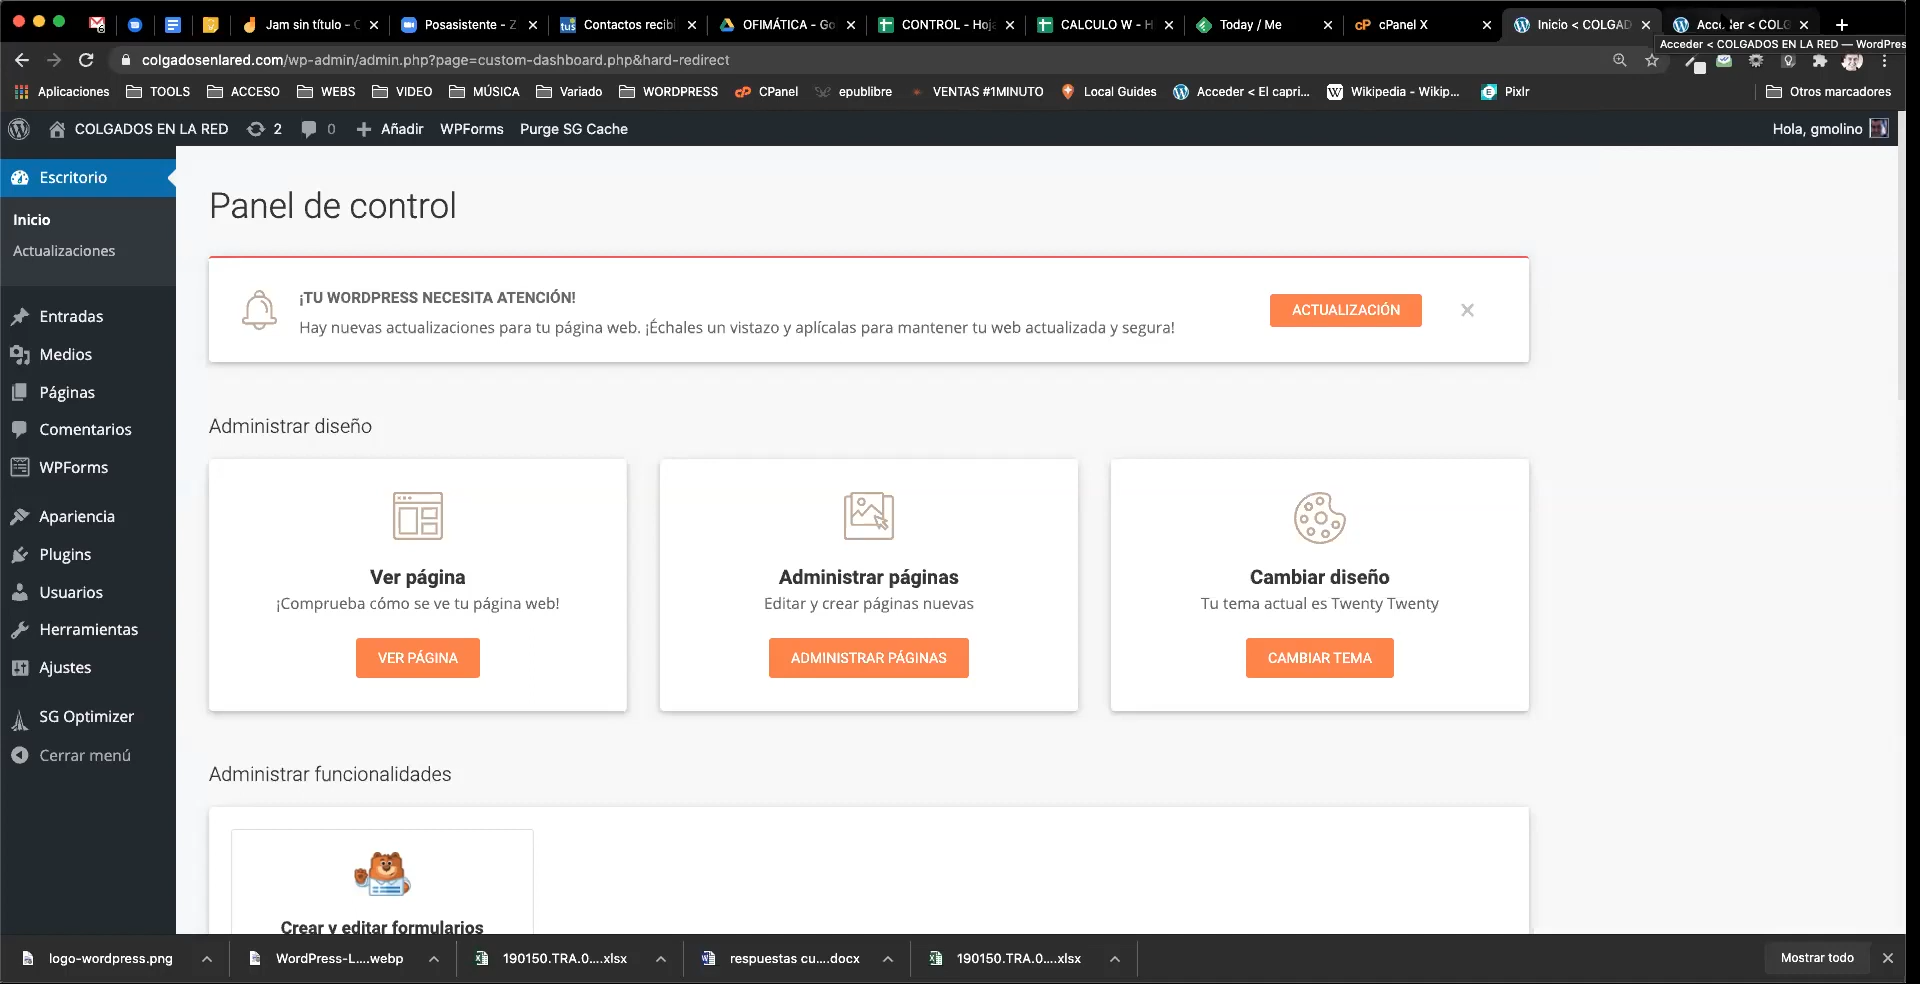 Jam sin título - C
Posasistente - Z
Contactos recibi
OFIMÁTICA - Go
CONTROL - Hoja
CALCULO W - H
Today / Me
cPanel X
Inicio < COLGAD
Acceder < COLG
Acceder < COLGADOS EN LA RED — WordPres
colgadosenlared.com/wp-admin/admin.php?page=custom-dashboard.php&hard-redirect
Aplicaciones
TOOLS
ACCESO
WEBS
VIDEO
MÚSICA
Variado
WORDPRESS
CPanel
epublibre
VENTAS #1MINUTO
Local Guides
Acceder < El capri...
Wikipedia - Wikip...
Pixlr
Otros marcadores
COLGADOS EN LA RED
2
0
Añadir
WPForms
Purge SG Cache
Hola, gmolino
Escritorio
Inicio
Actualizaciones
Entradas
Medios
Páginas
Comentarios
WPForms
Apariencia
Plugins
Usuarios
Herramientas
Ajustes
SG Optimizer
Cerrar menú
Panel de control
¡TU WORDPRESS NECESITA ATENCIÓN!
Hay nuevas actualizaciones para tu página web. ¡Échales un vistazo y aplícalas para mantener tu web actualizada y segura!
ACTUALIZACIÓN
Administrar diseño
Ver página
¡Comprueba cómo se ve tu página web!
VER PÁGINA
Administrar páginas
Editar y crear páginas nuevas
ADMINISTRAR PÁGINAS
Cambiar diseño
Tu tema actual es Twenty Twenty
CAMBIAR TEMA
Administrar funcionalidades
Crear y editar formularios
logo-wordpress.png
WordPress-L....webp
190150.TRA.0....xlsx
respuestas cu....docx
190150.TRA.0....xlsx
Mostrar todo